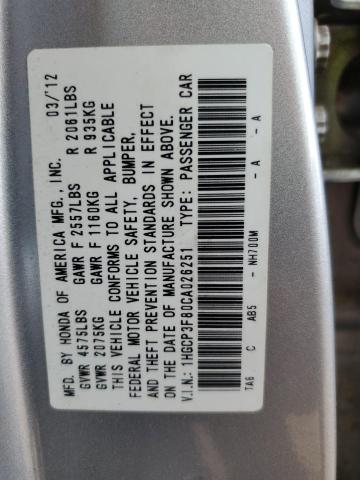 MFD. BY HONDA OF AMERICA MFG., INC. 03/'12
GVWR 4575LBS GAWR F 2557LBS R 2061LBS
GVWR 2075KG GAWR F 1160KG R 935KG
THIS VEHICLE CONFORMS TO ALL APPLICABLE
FEDERAL MOTOR VEHICLE SAFETY, BUMPER,
AND THEFT PREVENTION STANDARDS IN EFFECT
ON THE DATE OF MANUFACTURE SHOWN ABOVE.
V.I.N.: 1HGCP3F80CA026251 TYPE: PASSENGER CAR
TA6 C AB5 - NH700M - A - A